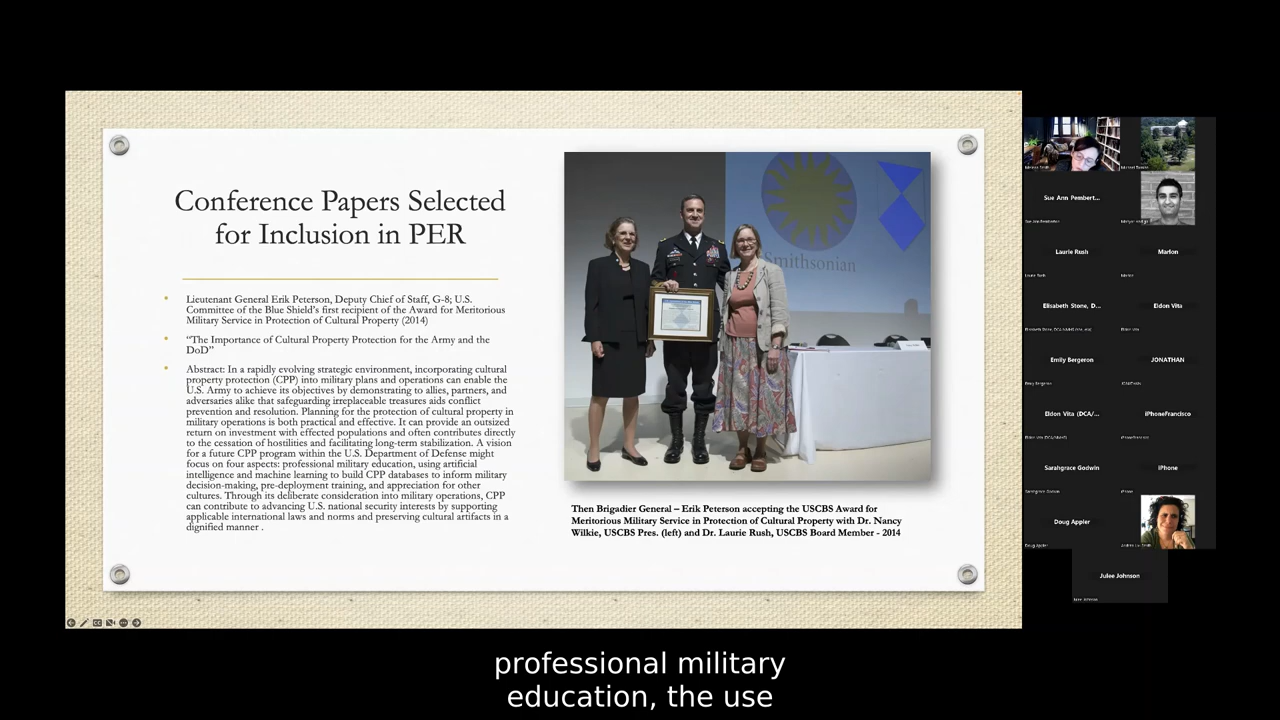 Conference Papers Selected
for Inclusion in PER
Lieutenant General Erik Peterson, Deputy Chief of Staff, G-8; U.S.
Committee of the Blue Shield's first recipient of the Award for Meritorious
Military Service in Protection of Cultural Property (2014)
"The Importance of Cultural Property Protection for the Army and the
DoD"
Abstract: In a rapidly evolving strategic environment, incorporating cultural
property protection (CPP) into military plans and operations can enable the
U.S. Army to achieve its objectives by demonstrating to allies, partners, and
adversaries alike that safeguarding irreplaceable treasures aids conflict
prevention and resolution. Planning for the protection of cultural property in
military operations is both practical and effective. It can provide an outsized
return on investment with effected populations and often contributes directly
to the cessation of hostilities and facilitating long-term stabilization. A vision
for a future CPP program within the U.S. Department of Defense might
focus on four aspects: professional military education, using artificial
intelligence and machine learning to build CPP databases to inform military
decision-making, pre-deployment training, and appreciation for other
cultures. Through its deliberate consideration into military operations, CPP
can contribute to advancing U.S. national security interests by supporting
applicable international laws and norms and preserving cultural artifacts in a
dignified manner .
Smithsonian
Then Brigadier General – Erik Peterson accepting the USCBS Award for
Meritorious Military Service in Protection of Cultural Property with Dr. Nancy
Wilkie, USCBS Pres. (left) and Dr. Laurie Rush, USCBS Board Member - 2014
Sue Ann Pembert...
Laurie Rush
Laurie Rush
Marlon
Marlon
Elisabeth Stone, D...
Eldon Vita
Eldon Vita
Emily Bergeron
JONATHAN
Eldon Vita (DCA/...
iPhoneFrancisco
Sarahgrace Godwin
iPhone
iPhone
Doug Appler
Doug Appler
Julee Johnson
Julee Johnson
professional military
education, the use